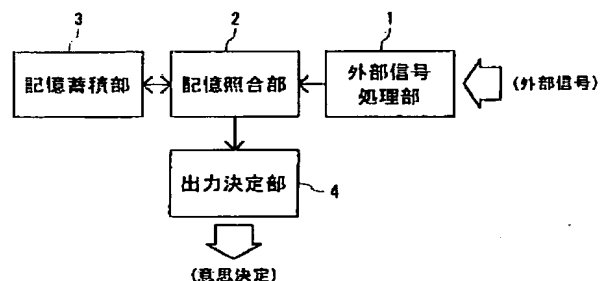 3
2
1
記憶蓄積部
記憶照合部
外部信号
処理部
(外部信号)
出力決定部
4
(意思決定)